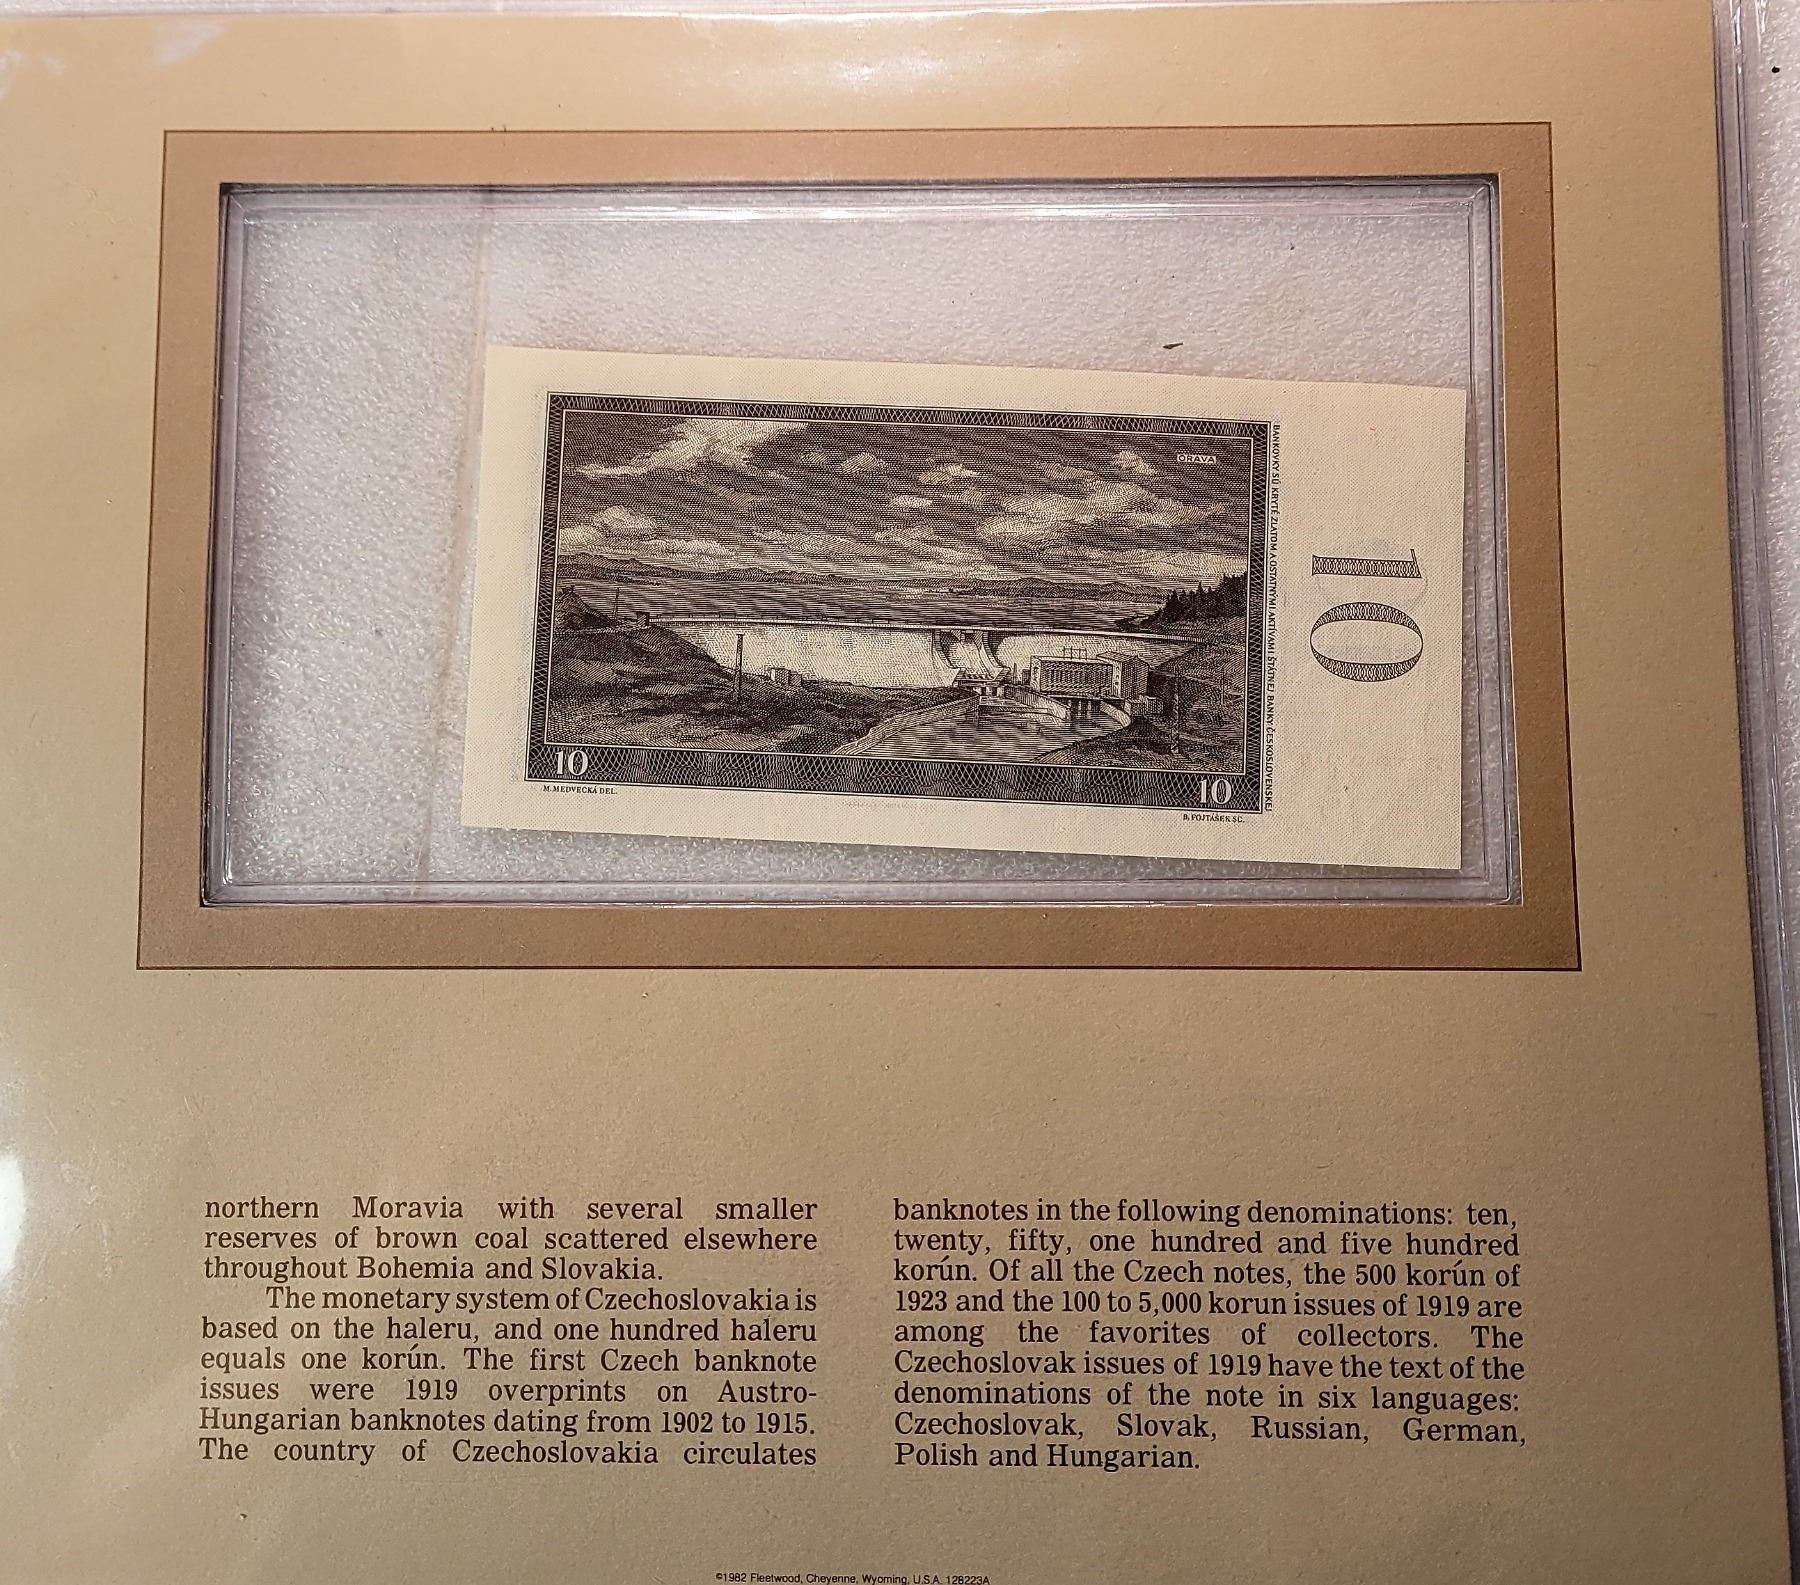 ORAVA
BANKOVKY SÚ KRYTÉ ZLATOM A OSTATNÝMI AKTÍVAMI ŠTÁTNEJ BANKY ČESKOSLOVENSKEJ
10
10
10
M. MEDVECKÁ DEL.
B. FOJTÁŠEK SC.
northern Moravia with several smaller
reserves of brown coal scattered elsewhere
throughout Bohemia and Slovakia.
The monetary system of Czechoslovakia is
based on the haleru, and one hundred haleru
equals one korún. The first Czech banknote
issues were 1919 overprints on Austro-
Hungarian banknotes dating from 1902 to 1915.
The country of Czechoslovakia circulates
banknotes in the following denominations: ten,
twenty, fifty, one hundred and five hundred
korún. Of all the Czech notes, the 500 korún of
1923 and the 100 to 5,000 korun issues of 1919 are
among the favorites of collectors. The
Czechoslovak issues of 1919 have the text of the
denominations of the note in six languages:
Czechoslovak, Slovak, Russian, German,
Polish and Hungarian.
©1982 Fleetwood, Cheyenne, Wyoming, U.S.A. 128223A